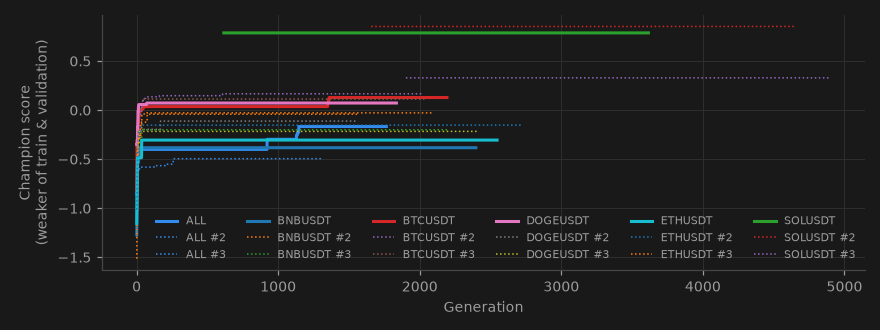 Champion score
(weaker of train & validation)
0.5
0.0
−0.5
−1.0
−1.5
ALL BNBUSDT BTCUSDT DOGEUSDT ETHUSDT SOLUSDT
ALL #2 BNBUSDT #2 BTCUSDT #2 DOGEUSDT #2 ETHUSDT #2 SOLUSDT #2
ALL #3 BNBUSDT #3 BTCUSDT #3 DOGEUSDT #3 ETHUSDT #3 SOLUSDT #3
0 1000 2000 3000 4000 5000
Generation